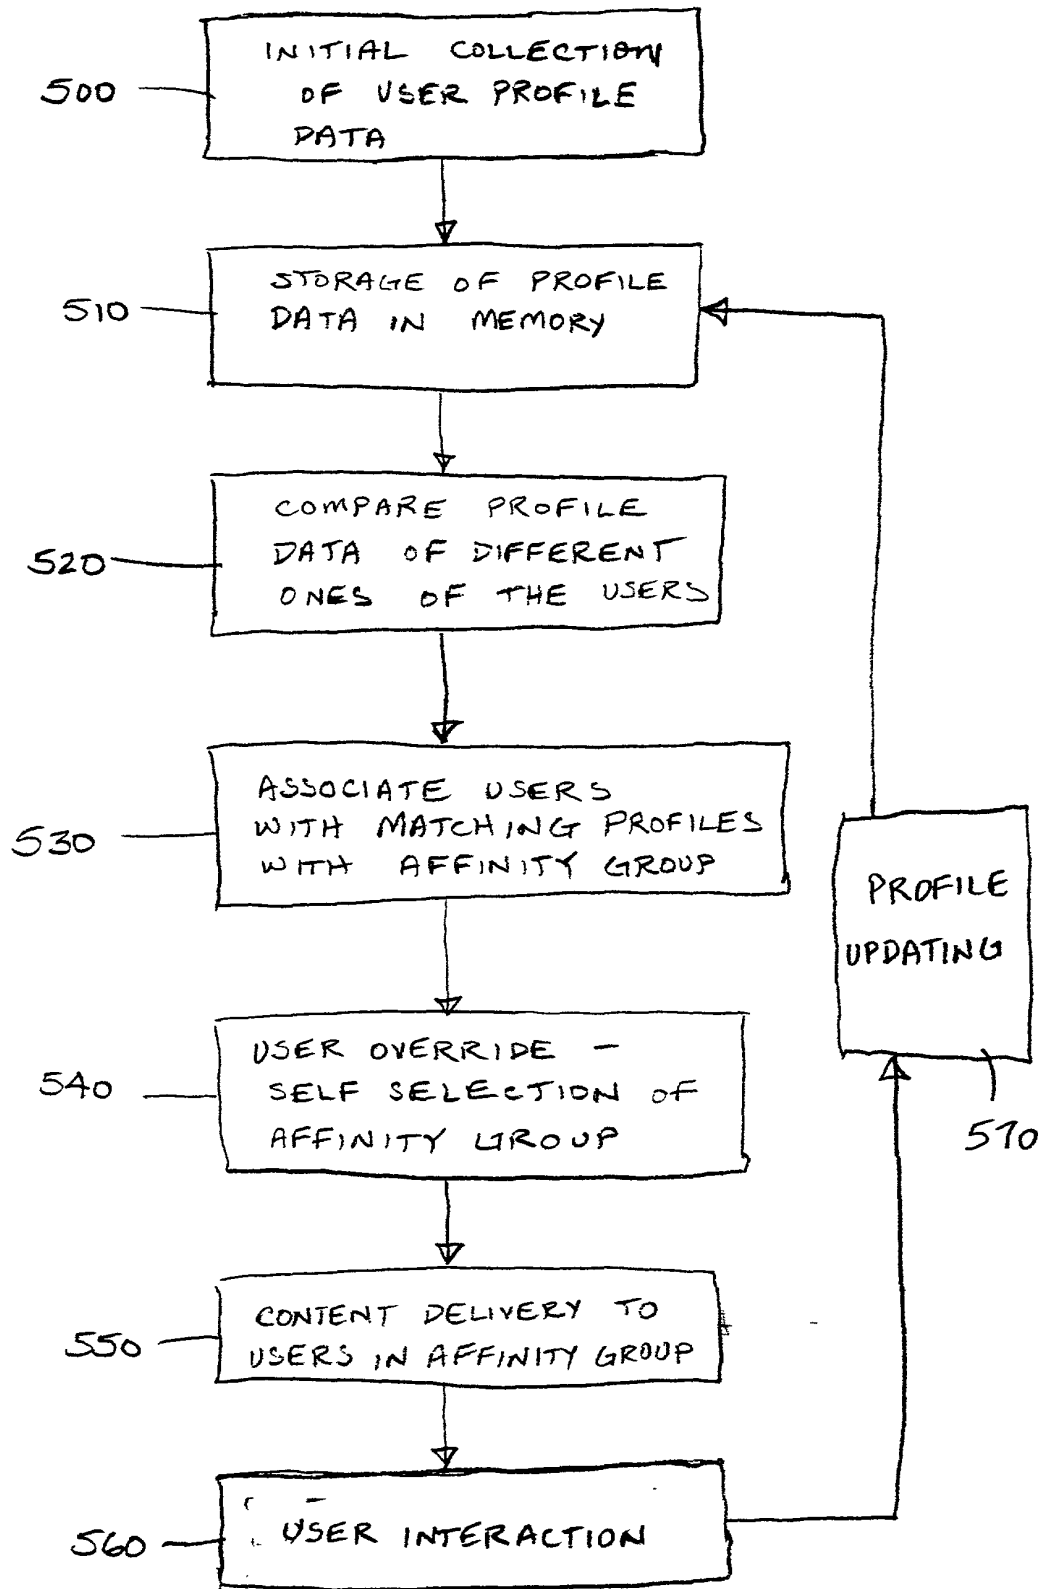 INITIAL COLLECTION
500
OF USER PROFILE
DATA
STORAGE OF PROFILE
510
DATA IN MEMORY
COMPARE PROFILE
520
DATA OF DIFFERENT
ONES OF THE USERS
ASSOCIATE USERS
530
WITH MATCHING PROFILES
WITH AFFINITY GROUP
PROFILE
UPDATING
570
USER OVERRIDE -
540
SELF SELECTION OF
AFFINITY GROUP
CONTENT DELIVERY TO
550
USERS IN AFFINITY GROUP
560
USER INTERACTION